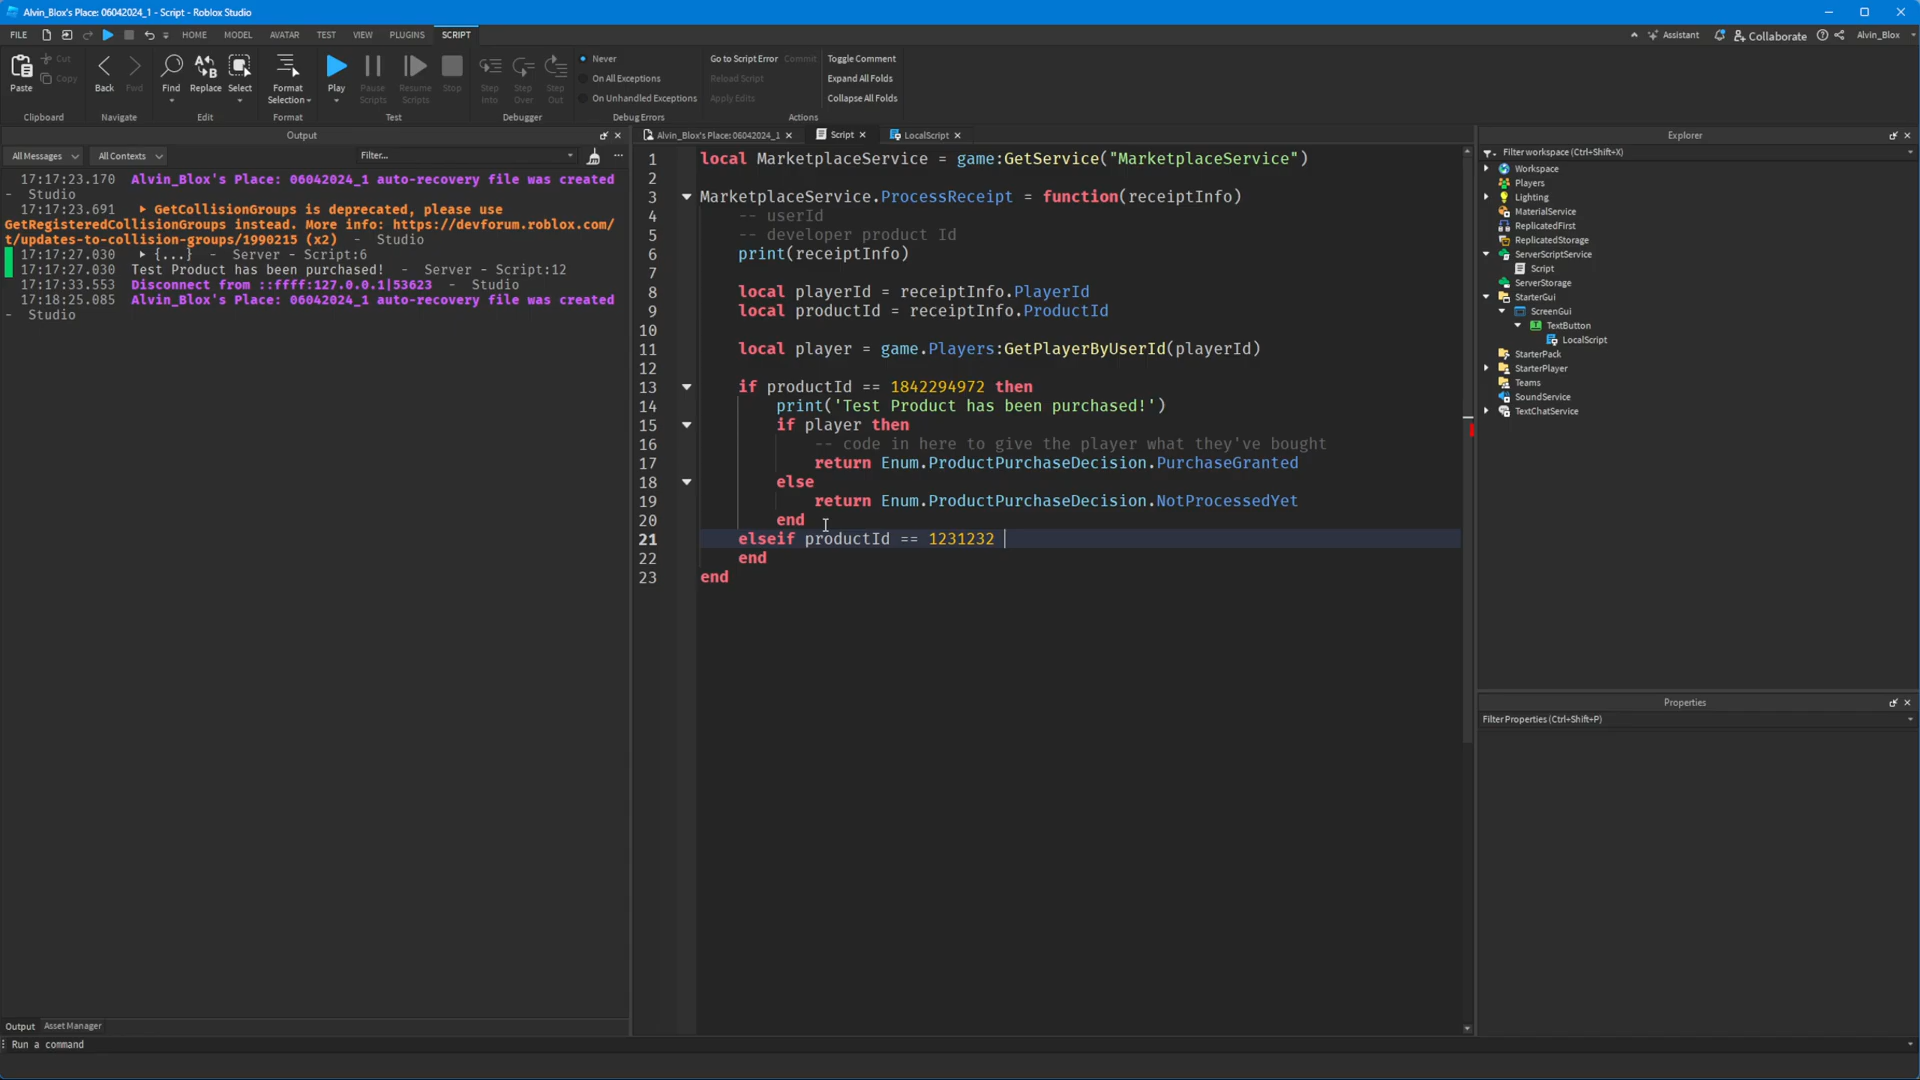 Alvin_Blox's Place: 06042024_1 - Script - Roblox Studio
FILE HOME MODEL AVATAR TEST VIEW PLUGINS SCRIPT Assistant Collaborate Alvin_Blox
Paste Cut Copy Back Fwd Find Replace Select Format Selection Play Pause Scripts Resume Scripts Stop Step Into Step Over Step Out
Never Go to Script Error Commit Toggle Comment
On All Exceptions Reload Script Expand All Folds
On Unhandled Exceptions Apply Edits Collapse All Folds
Clipboard Navigate Edit Format Test Debugger Debug Errors Actions
Output
All Messages All Contexts Filter... ...
17:17:23.170 Alvin_Blox's Place: 06042024_1 auto-recovery file was created
- Studio
17:17:23.691 GetCollisionGroups is deprecated, please use
GetRegisteredCollisionGroups instead. More info: https://devforum.roblox.com/
t/updates-to-collision-groups/1990215 (x2) - Studio
17:17:27.030 {...} - Server - Script:6
17:17:27.030 Test Product has been purchased! - Server - Script:12
17:17:33.553 Disconnect from ::ffff:127.0.0.1|53623 - Studio
17:18:25.085 Alvin_Blox's Place: 06042024_1 auto-recovery file was created
- Studio
Output Asset Manager
Run a command
Alvin_Blox's Place: 06042024_1 Script LocalScript
1 local MarketplaceService = game:GetService("MarketplaceService")
2
3 MarketplaceService.ProcessReceipt = function(receiptInfo)
4 -- userId
5 -- developer product Id
6 print(receiptInfo)
7
8 local playerId = receiptInfo.PlayerId
9 local productId = receiptInfo.ProductId
10
11 local player = game.Players:GetPlayerByUserId(playerId)
12
13 if productId == 1842294972 then
14 print('Test Product has been purchased!')
15 if player then
16 -- code in here to give the player what they've bought
17 return Enum.ProductPurchaseDecision.PurchaseGranted
18 else
19 return Enum.ProductPurchaseDecision.NotProcessedYet
20 end
21 elseif productId == 1231232
22 end
23 end
Explorer
Filter workspace (Ctrl+Shift+X)
Workspace
Players
Lighting
MaterialService
ReplicatedFirst
ReplicatedStorage
ServerScriptService
Script
ServerStorage
StarterGui
ScreenGui
TextButton
LocalScript
StarterPack
StarterPlayer
Teams
SoundService
TextChatService
Properties
Filter Properties (Ctrl+Shift+P)